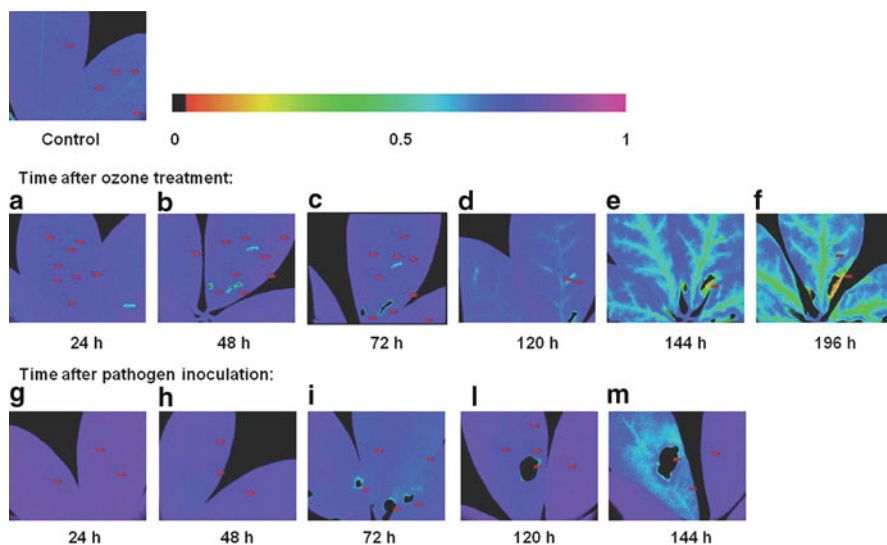 Control
0 0.5 1
Time after ozone treatment:
a b c d e f
24 h 48 h 72 h 120 h 144 h 196 h
Time after pathogen inoculation:
g h i l m
24 h 48 h 72 h 120 h 144 h